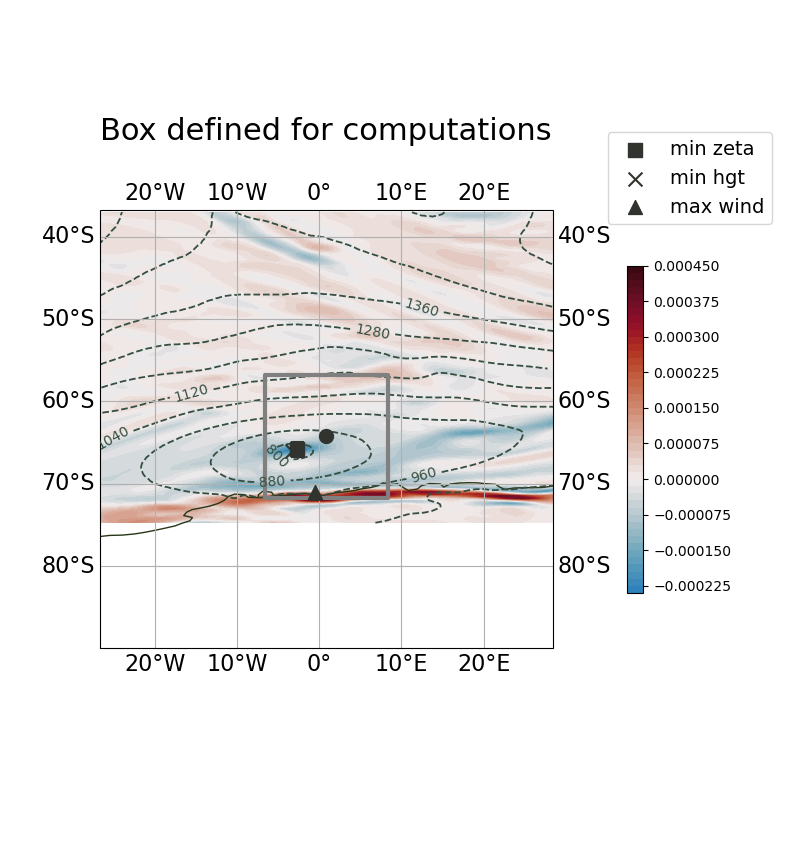 Box defined for computations
min zeta
min hgt
max wind
20°W 10°W 0° 10°E 20°E
40°S 40°S
50°S 50°S
60°S 60°S
70°S 70°S
80°S 80°S
20°W 10°W 0° 10°E 20°E
1360
1280
1120
1040
960
880
800
0.000450
0.000375
0.000300
0.000225
0.000150
0.000075
0.000000
−0.000075
−0.000150
−0.000225